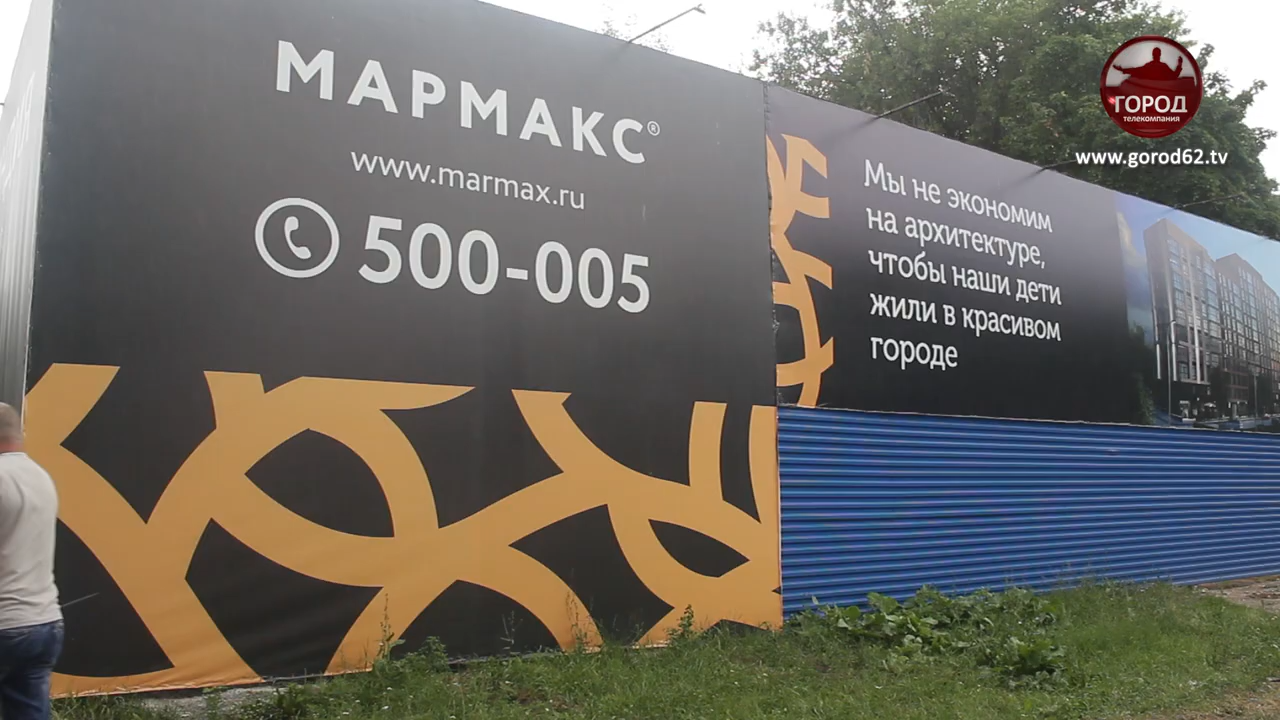 МАРМАКС®
www.marmax.ru
500-005
Мы не экономим
на архитектуре,
чтобы наши дети
жили в красивом
городе
ГОРОД
телекомпания
www.gorod62.tv